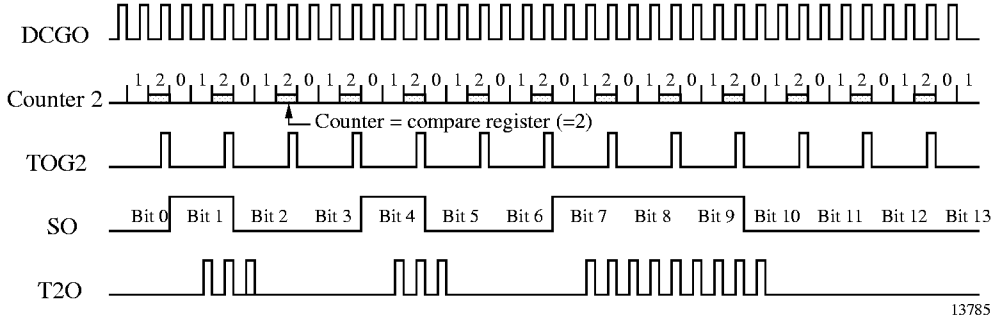 DCGO
1 2 0 1 2 0 1 2 0 1 2 0 1 2 0 1 2 0 1 2 0 1 2 0 1 2 0 1 2 0 1 2 0 1 2 0 1 2 0 1
Counter 2
Counter = compare register (=2)
TOG2
SO Bit 0 Bit 1 Bit 2 Bit 3 Bit 4 Bit 5 Bit 6 Bit 7 Bit 8 Bit 9 Bit 10 Bit 11 Bit 12 Bit 13
T2O
13785